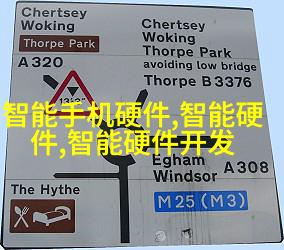 Chertsey
Woking
Thorpe Park
A320
Chertsey
Woking
Thorpe Park
avoiding low bridge
Thorpe B3376
智能手机硬件,智能硬
件,智能硬件开发
Egham
Windsor A308
The Hythe
M25 (M3)